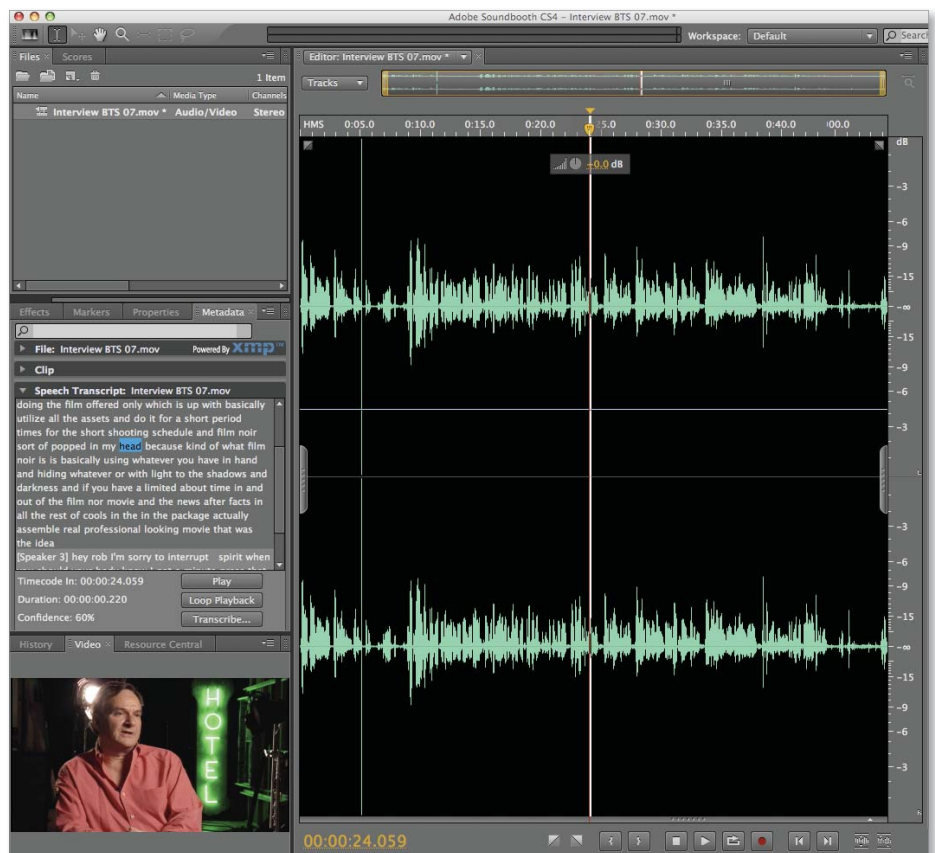 Adobe Soundbooth CS4 – Interview BTS 07.mov *
Workspace: Default Search
Files × Scores
1 Item
Name Media Type Channels
Interview BTS 07.mov * Audio/Video Stereo
Effects Markers Properties Metadata ×
File: Interview BTS 07.mov Powered By xmp™
Clip
Speech Transcript: Interview BTS 07.mov
doing the film offered only which is up with basically
utilize all the assets and do it for a short period
times for the short shooting schedule and film noir
sort of popped in my head because kind of what film
noir is is basically using whatever you have in hand
and hiding whatever or with light to the shadows and
darkness and if you have a limited about time in and
out of the film nor movie and the news after facts in
all the rest of cools in the in the package actually
assemble real professional looking movie that was
the idea
[Speaker 3] hey rob I'm sorry to interrupt spirit when
Timecode In: 00:00:24.059 Play
Duration: 00:00:00.220 Loop Playback
Confidence: 60% Transcribe...
History Video × Resource Central
HOTEL
Editor: Interview BTS 07.mov *
Tracks
HMS 0:05.0 0:10.0 0:15.0 0:20.0 5.0 0:30.0 0:35.0 0:40.0 :00.0
dB
-0.0 dB
-3
-6
-9
-15
-∞
-15
-9
-6
-3
L
-3
-6
-9
-15
-∞
-15
-9
-6
-3
R
00:00:24.059